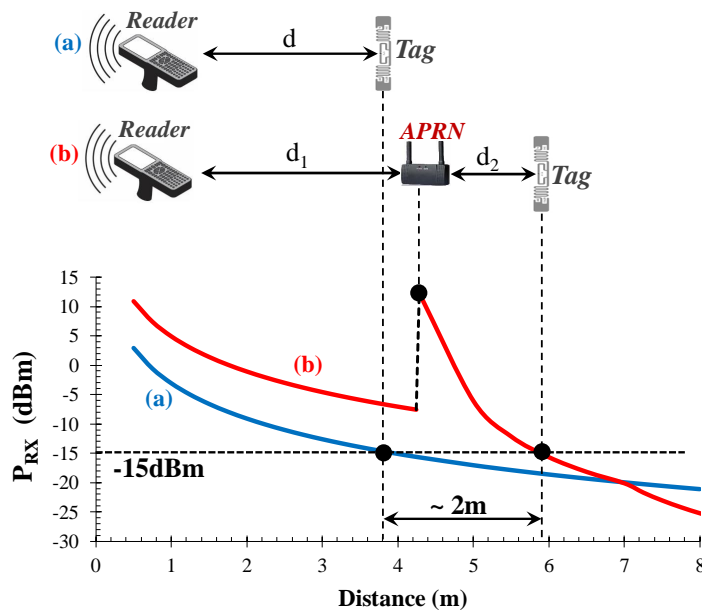 Reader
(a)
d
Tag
Reader
APRN
(b)
d1
d2
Tag
15
10
5
0
-5
-10
-15
-20
-25
-30
PRX (dBm)
(b)
(a)
-15dBm
~ 2m
0 1 2 3 4 5 6 7 8
Distance (m)